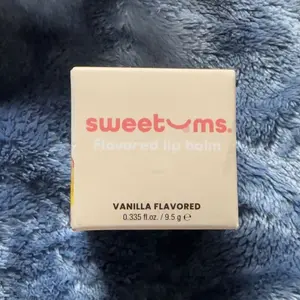 sweetums.
Flavored lip balm
VANILLA FLAVORED
0.335 fl.oz. / 9.5 g ℮